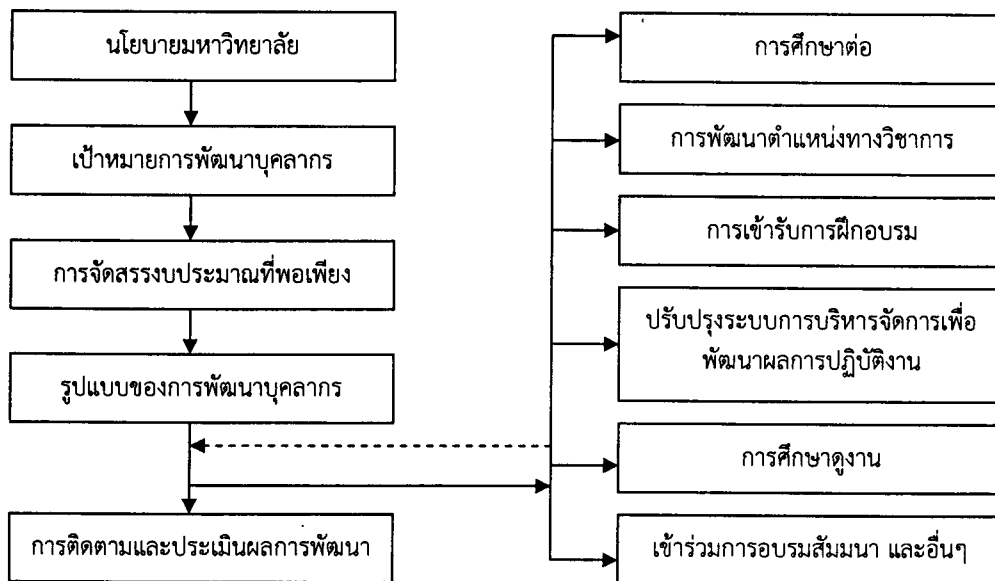 นโยบายมหาวิทยาลัย
เป้าหมายการพัฒนาบุคลากร
การจัดสรรงบประมาณที่พอเพียง
รูปแบบของการพัฒนาบุคลากร
การติดตามและประเมินผลการพัฒนา
การศึกษาต่อ
การพัฒนาตำแหน่งทางวิชาการ
การเข้ารับการฝึกอบรม
ปรับปรุงระบบการบริหารจัดการเพื่อ
พัฒนาผลการปฏิบัติงาน
การศึกษาดูงาน
เข้าร่วมการอบรมสัมมนา และอื่นๆ